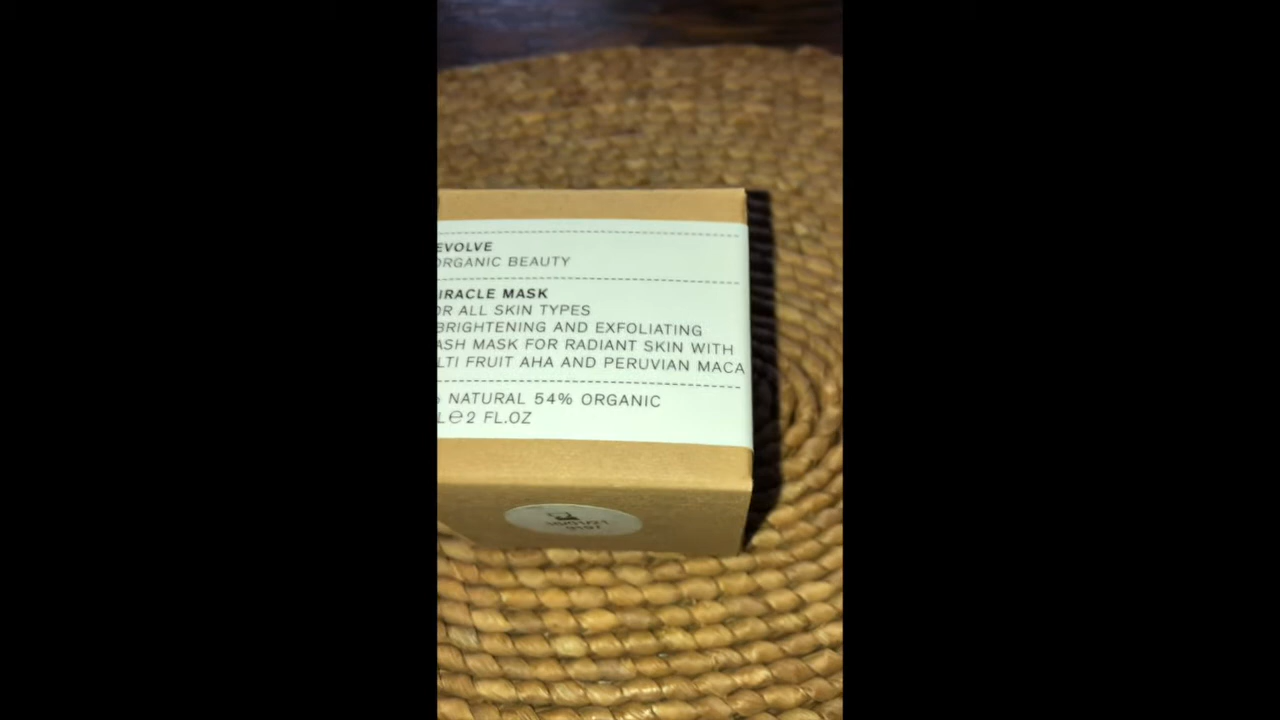 EVOLVE
ORGANIC BEAUTY
IRACLE MASK
OR ALL SKIN TYPES
BRIGHTENING AND EXFOLIATING
ASH MASK FOR RADIANT SKIN WITH
LTI FRUIT AHA AND PERUVIAN MACA
NATURAL 54% ORGANIC
L℮2 FL.OZ